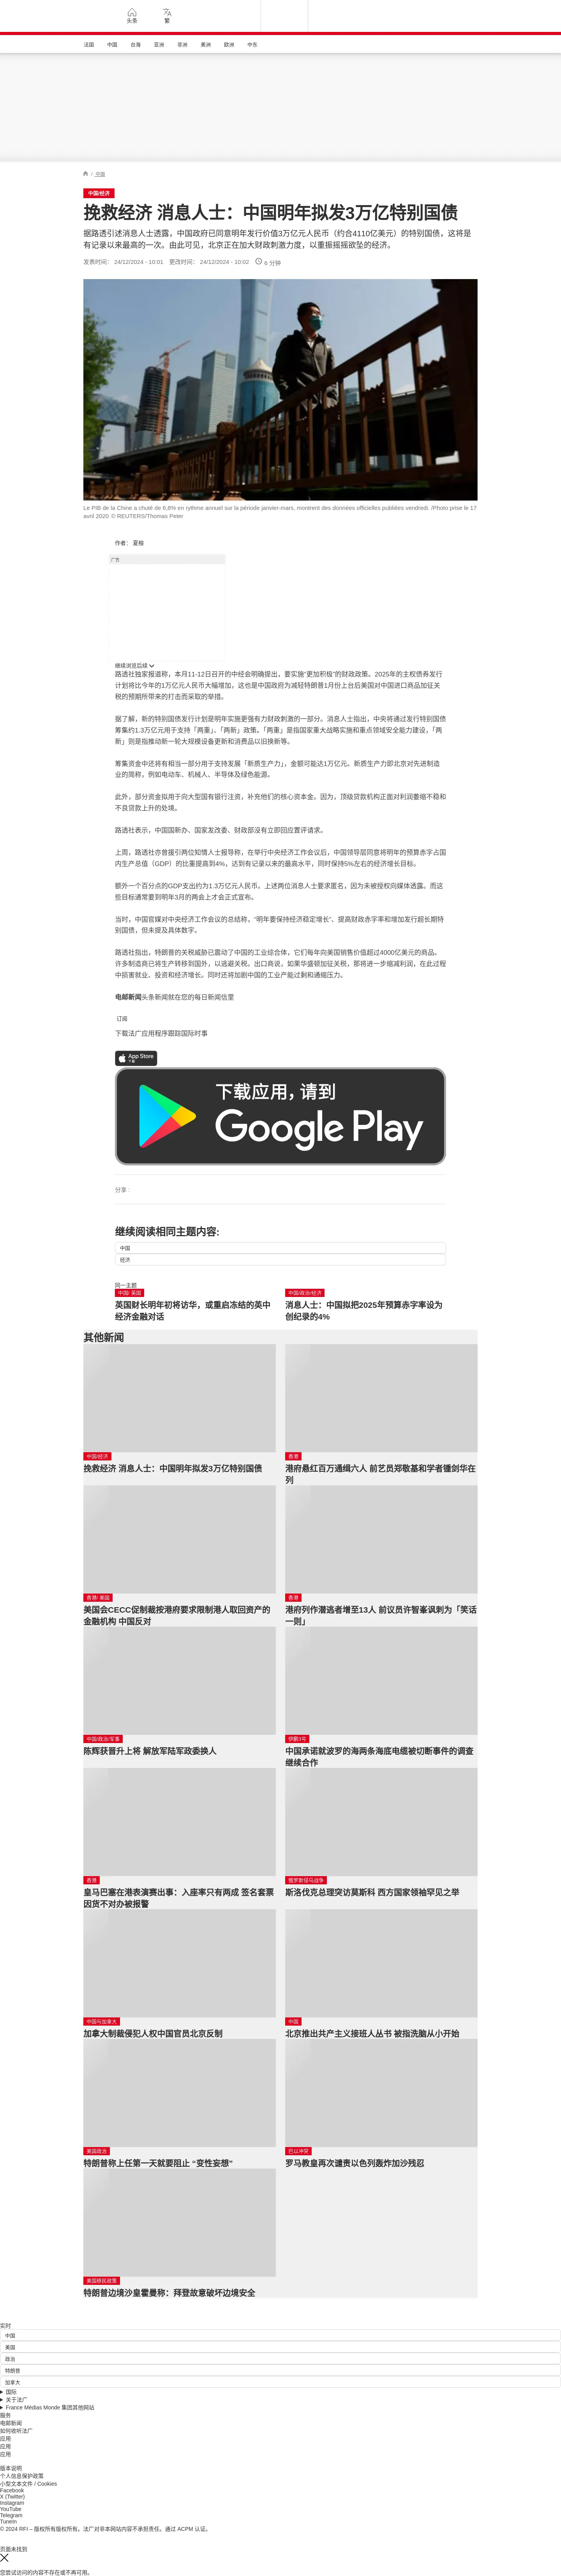 头条
繁
法国
中国
台海
亚洲
非洲
美洲
欧洲
中东
/ 中国
中国/经济
挽救经济 消息人士：中国明年拟发3万亿特别国债
据路透引述消息人士透露，中国政府已同意明年发行价值3万亿元人民币（约合4110亿美元）的特别国债，这将是
有记录以来最高的一次。由此可见，北京正在加大财政刺激力度，以重振摇摇欲坠的经济。
发表时间： 24/12/2024 - 10:01 更改时间： 24/12/2024 - 10:02 6 分钟
Le PIB de la Chine a chuté de 6,8% en rythme annuel sur la période janvier-mars, montrent des données officielles publiées vendredi. /Photo prise le 17
avril 2020 © REUTERS/Thomas Peter
作者： 夏榕
广告
继续浏览后续
路透社独家报道称，本月11-12日召开的中经会明确提出，要实施"更加积极"的财政政策。2025年的主权债券发行
计划将比今年的1万亿元人民币大幅增加，这也是中国政府为减轻特朗普1月份上台后美国对中国进口商品加征关
税的预期所带来的打击而采取的举措。
据了解，新的特别国债发行计划是明年实施更强有力财政刺激的一部分。消息人士指出，中央将通过发行特别国债
筹集约1.3万亿元用于支持「两重」、「两新」政策。「两重」是指国家重大战略实施和重点领域安全能力建设，「两
新」则是指推动新一轮大规模设备更新和消费品以旧换新等。
筹集资金中还将有相当一部分用于支持发展「新质生产力」，金额可能达1万亿元。新质生产力即北京对先进制造
业的简称，例如电动车、机械人、半导体及绿色能源。
此外，部分资金拟用于向大型国有银行注资，补充他们的核心资本金。因为，顶级贷款机构正面对利润萎缩不稳和
不良贷款上升的处境。
路透社表示，中国国新办、国家发改委、财政部没有立即回应置评请求。
上周，路透社亦曾援引两位知情人士报导称，在举行中央经济工作会议后，中国领导层同意将明年的预算赤字占国
内生产总值（GDP）的比重提高到4%，达到有记录以来的最高水平，同时保持5%左右的经济增长目标。
额外一个百分点的GDP支出约为1.3万亿元人民币。上述两位消息人士要求匿名，因为未被授权向媒体透露。而这
些目标通常要到明年3月的两会上才会正式宣布。
当时，中国官媒对中央经济工作会议的总结称，"明年要保持经济稳定增长"、提高财政赤字率和增加发行超长期特
别国债，但未提及具体数字。
路透社指出，特朗普的关税威胁已震动了中国的工业综合体，它们每年向美国销售价值超过4000亿美元的商品。
许多制造商已将生产转移到国外，以逃避关税。出口商说，如果华盛顿加征关税，那将进一步缩减利润，在此过程
中损害就业、投资和经济增长。同时还将加剧中国的工业产能过剩和通缩压力。
电邮新闻头条新闻就在您的每日新闻信里
订阅
下载法广应用程序跟踪国际时事
App Store
下载
下载应用，请到
Google Play
分享 :
继续阅读相同主题内容:
中国
经济
同一主题
中国/ 英国
英国财长明年初将访华，或重启冻结的英中
经济金融对话
中国/政治/经济
消息人士：中国拟把2025年预算赤字率设为
创纪录的4%
其他新闻
中国/经济
挽救经济 消息人士：中国明年拟发3万亿特别国债
香港
港府悬红百万通缉六人 前艺员郑敬基和学者锺剑华在
列
香港/ 美国
美国会CECC促制裁按港府要求限制港人取回资产的
金融机构 中国反对
香港
港府列作潜逃者增至13人 前议员许智峯讽刺为「笑话
一则」
中国/政治/军事
陈辉获晋升上将 解放军陆军政委换人
伊鹏3号
中国承诺就波罗的海两条海底电缆被切断事件的调查
继续合作
香港
皇马巴塞在港表演赛出事：入座率只有两成 签名套票
因货不对办被报警
俄罗斯侵乌战争
斯洛伐克总理突访莫斯科 西方国家领袖罕见之举
中国与加拿大
加拿大制裁侵犯人权中国官员北京反制
中国
北京推出共产主义接班人丛书 被指洗脑从小开始
美国政治
特朗普称上任第一天就要阻止 “变性妄想”
巴以冲突
罗马教皇再次谴责以色列轰炸加沙残忍
美国移民政策
特朗普边境沙皇霍曼称：拜登故意破坏边境安全
实时
中国
美国
政治
特朗普
加拿大
国际
关于法广
France Médias Monde 集团其他网站
服务
电邮新闻
如何收听法广
应用
应用
应用
版本说明
个人信息保护政策
小型文本文件 / Cookies
Facebook
X (Twitter)
Instagram
YouTube
Telegram
TuneIn
© 2024 RFI – 版权所有版权所有。法广对非本网站内容不承担责任。通过 ACPM 认证。
页面未找到
您尝试访问的内容不存在或不再可用。